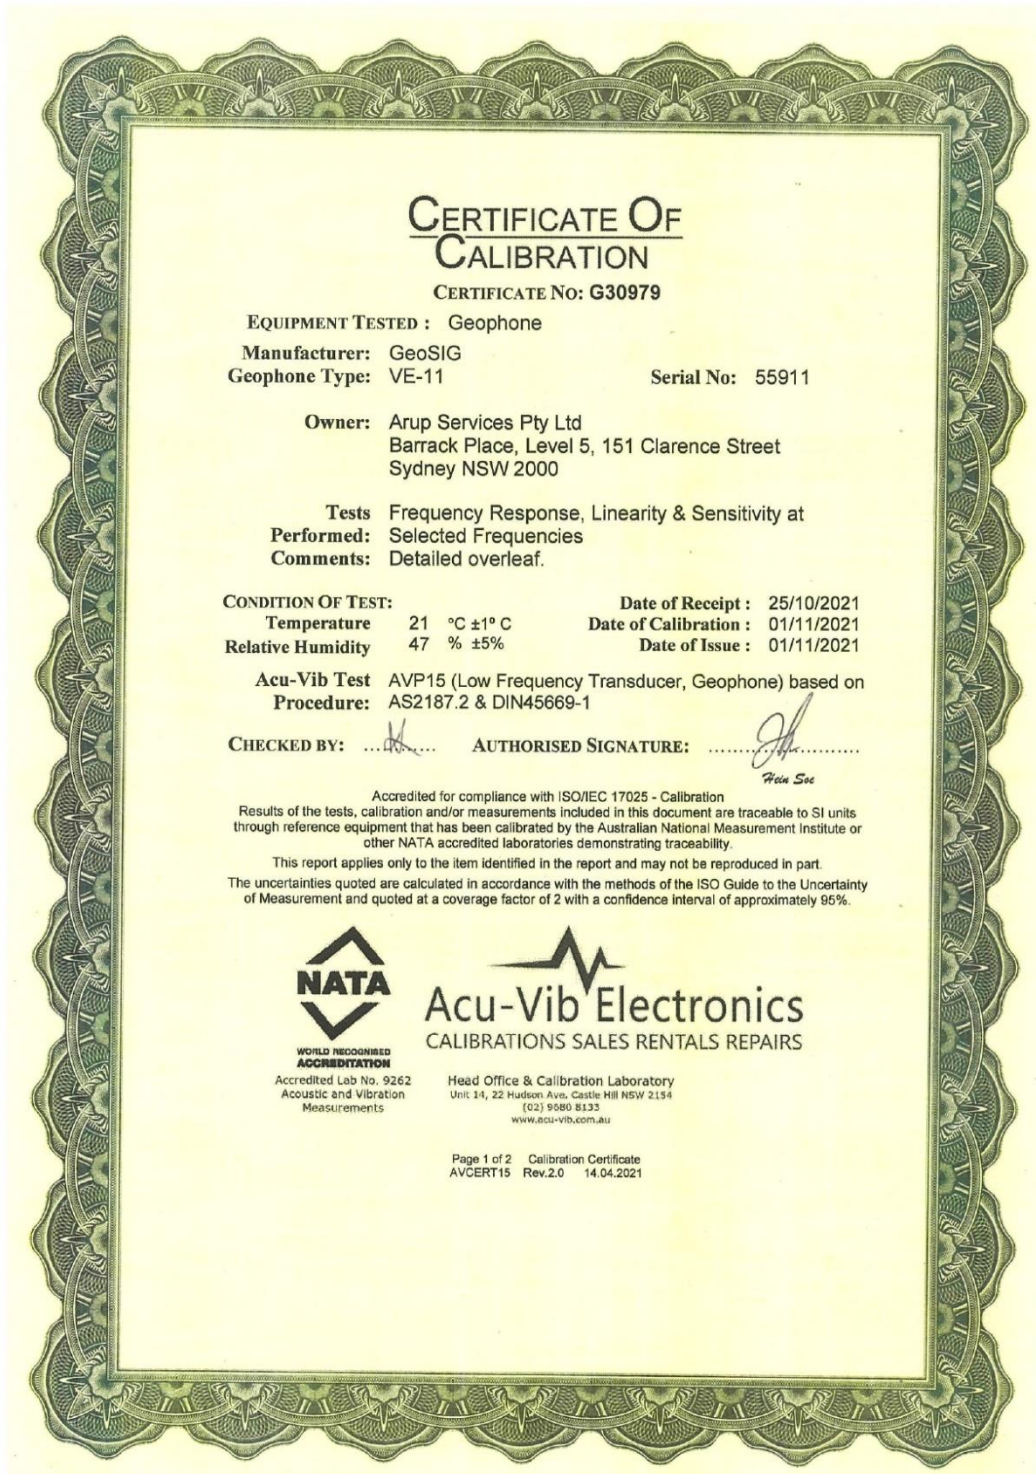 CERTIFICATE OF
CALIBRATION
CERTIFICATE NO: G30979
EQUIPMENT TESTED : Geophone
Manufacturer: GeoSIG
Geophone Type: VE-11 Serial No: 55911
Owner: Arup Services Pty Ltd
Barrack Place, Level 5, 151 Clarence Street
Sydney NSW 2000
Tests Frequency Response, Linearity & Sensitivity at
Performed: Selected Frequencies
Comments: Detailed overleaf.
CONDITION OF TEST: Date of Receipt : 25/10/2021
Temperature 21 °C ±1° C Date of Calibration : 01/11/2021
Relative Humidity 47 % ±5% Date of Issue : 01/11/2021
Acu-Vib Test AVP15 (Low Frequency Transducer, Geophone) based on
Procedure: AS2187.2 & DIN45669-1
CHECKED BY: ........ AUTHORISED SIGNATURE: ....................
Hein Soe
Accredited for compliance with ISO/IEC 17025 - Calibration
Results of the tests, calibration and/or measurements included in this document are traceable to SI units
through reference equipment that has been calibrated by the Australian National Measurement Institute or
other NATA accredited laboratories demonstrating traceability.
This report applies only to the item identified in the report and may not be reproduced in part.
The uncertainties quoted are calculated in accordance with the methods of the ISO Guide to the Uncertainty
of Measurement and quoted at a coverage factor of 2 with a confidence interval of approximately 95%.
NATA
WORLD RECOGNISED
ACCREDITATION
Accredited Lab No. 9262
Acoustic and Vibration
Measurements
Acu-Vib Electronics
CALIBRATIONS SALES RENTALS REPAIRS
Head Office & Calibration Laboratory
Unit 14, 22 Hudson Ave. Castle Hill NSW 2154
(02) 9680 8133
www.acu-vib.com.au
Page 1 of 2 Calibration Certificate
AVCERT15 Rev.2.0 14.04.2021